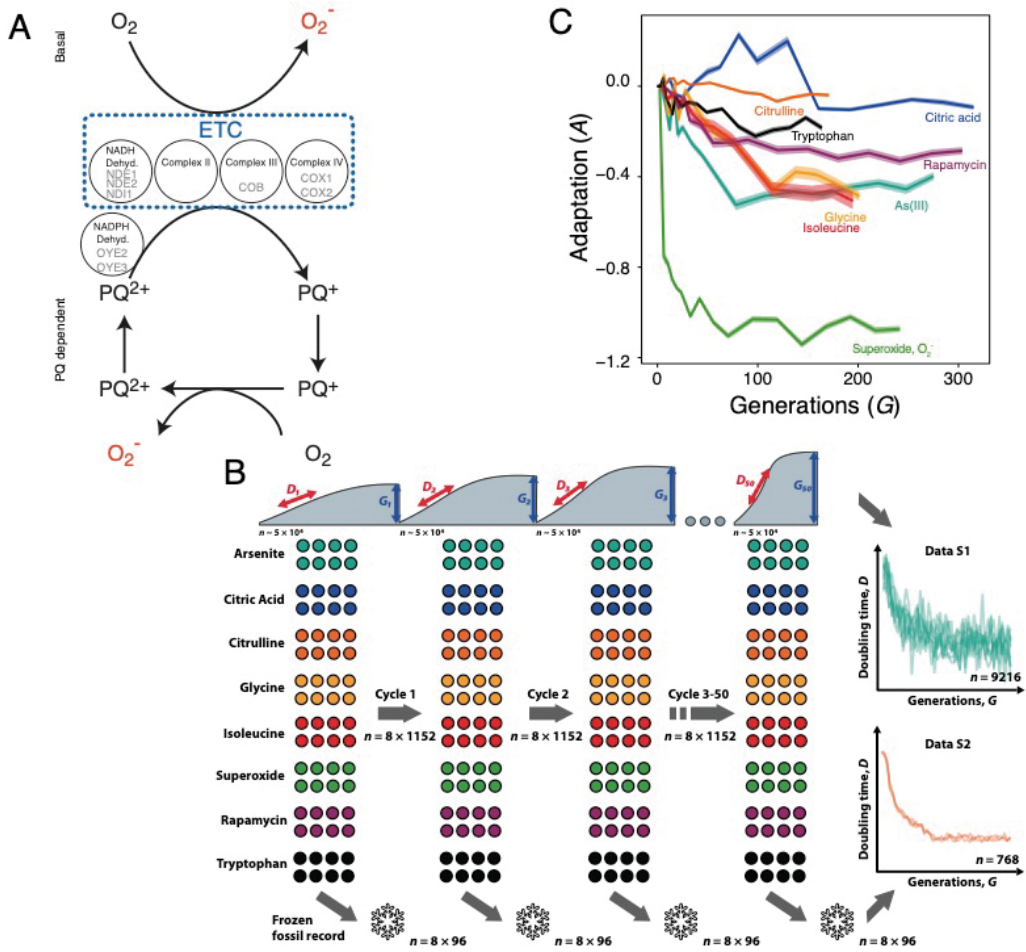 A
Basal
O2
O2-
ETC
NADH
Dehyd.
NDE1
NDE2
NDI1
Complex II
Complex III
COB
Complex IV
COX1
COX2
NADPH
Dehyd.
OYE2
OYE3
PQ dependent
PQ2+
PQ+
PQ2+
PQ+
O2-
O2
C
Adaptation (A)
0.0
−0.4
−0.8
−1.2
Citric acid
Citrulline
Tryptophan
Rapamycin
As(III)
Glycine
Isoleucine
Superoxide, O2-
0
100
200
300
Generations (G)
B
D1
G1
D2
G2
D3
G3
D50
G50
n ~ 5 × 10⁴
n ~ 5 × 10⁴
n ~ 5 × 10⁴
n ~ 5 × 10⁴
Arsenite
Citric Acid
Citrulline
Glycine
Isoleucine
Superoxide
Rapamycin
Tryptophan
Cycle 1
n = 8 × 1152
Cycle 2
n = 8 × 1152
Cycle 3-50
n = 8 × 1152
Frozen
fossil record
n = 8 × 96
n = 8 × 96
n = 8 × 96
n = 8 × 96
Data S1
Doubling time, D
n = 9216
Generations, G
Data S2
Doubling time, D
n = 768
Generations, G